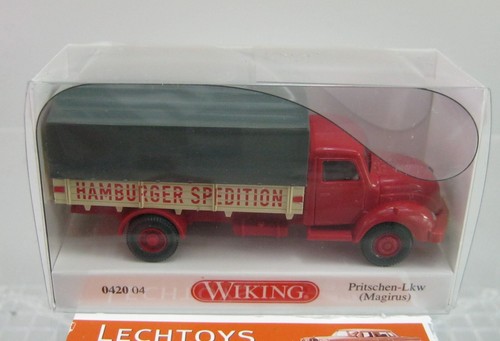 HAMBURGER SPEDITION
0420 04
WIKING
Pritschen-Lkw
(Magirus)
LECHTOYS